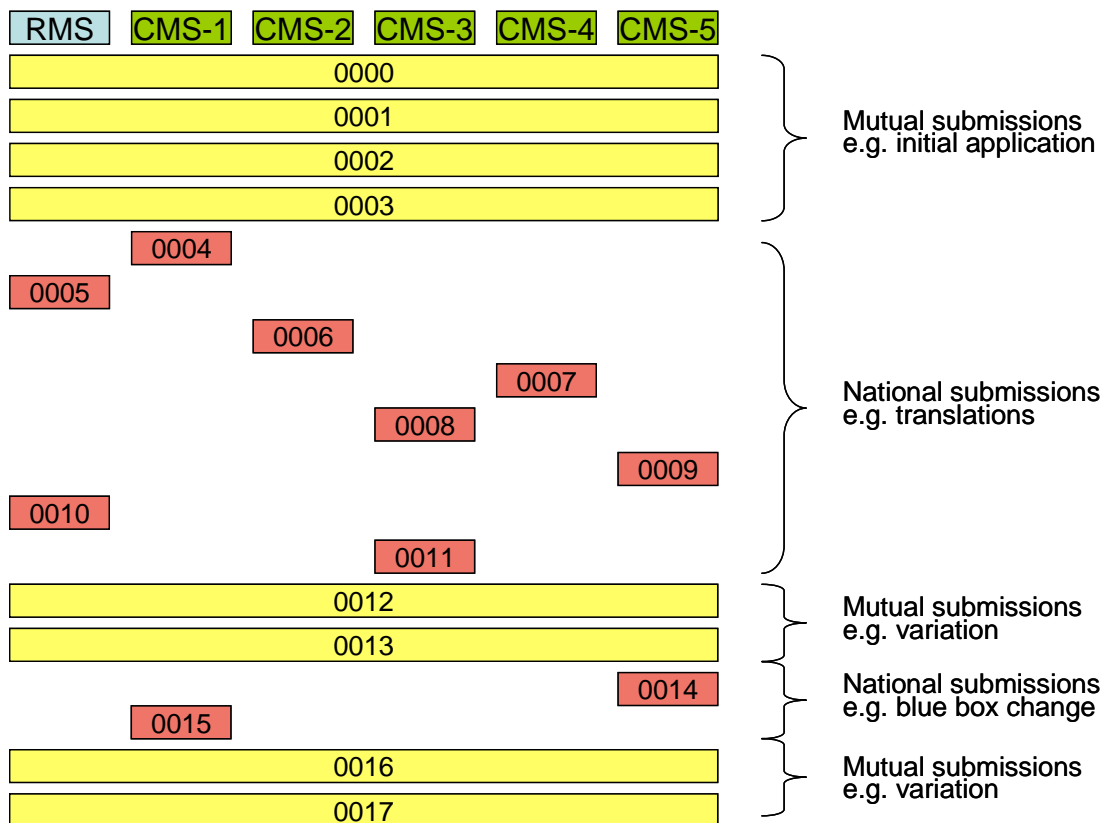 RMS CMS-1 CMS-2 CMS-3 CMS-4 CMS-5
0000
0001
0002
0003
Mutual submissions
e.g. initial application
0004
0005
0006
0007
0008
0009
0010
0011
National submissions
e.g. translations
0012
0013
Mutual submissions
e.g. variation
0014
0015
National submissions
e.g. blue box change
0016
0017
Mutual submissions
e.g. variation